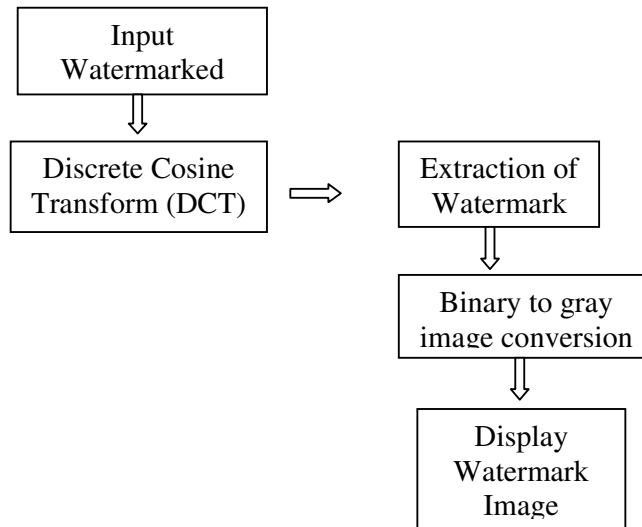 Input
Watermarked
Discrete Cosine
Transform (DCT)
Extraction of
Watermark
Binary to gray
image conversion
Display
Watermark
Image